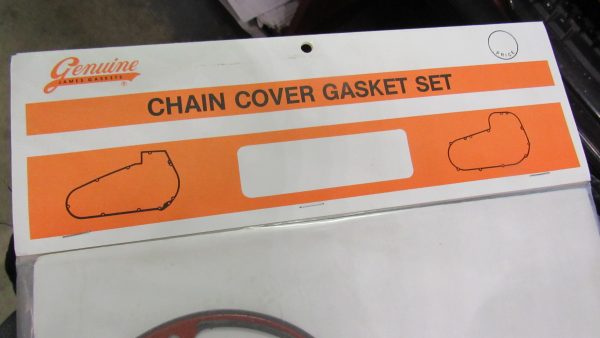 Genuine
JAMES GASKETS
®
PRICE
CHAIN COVER GASKET SET